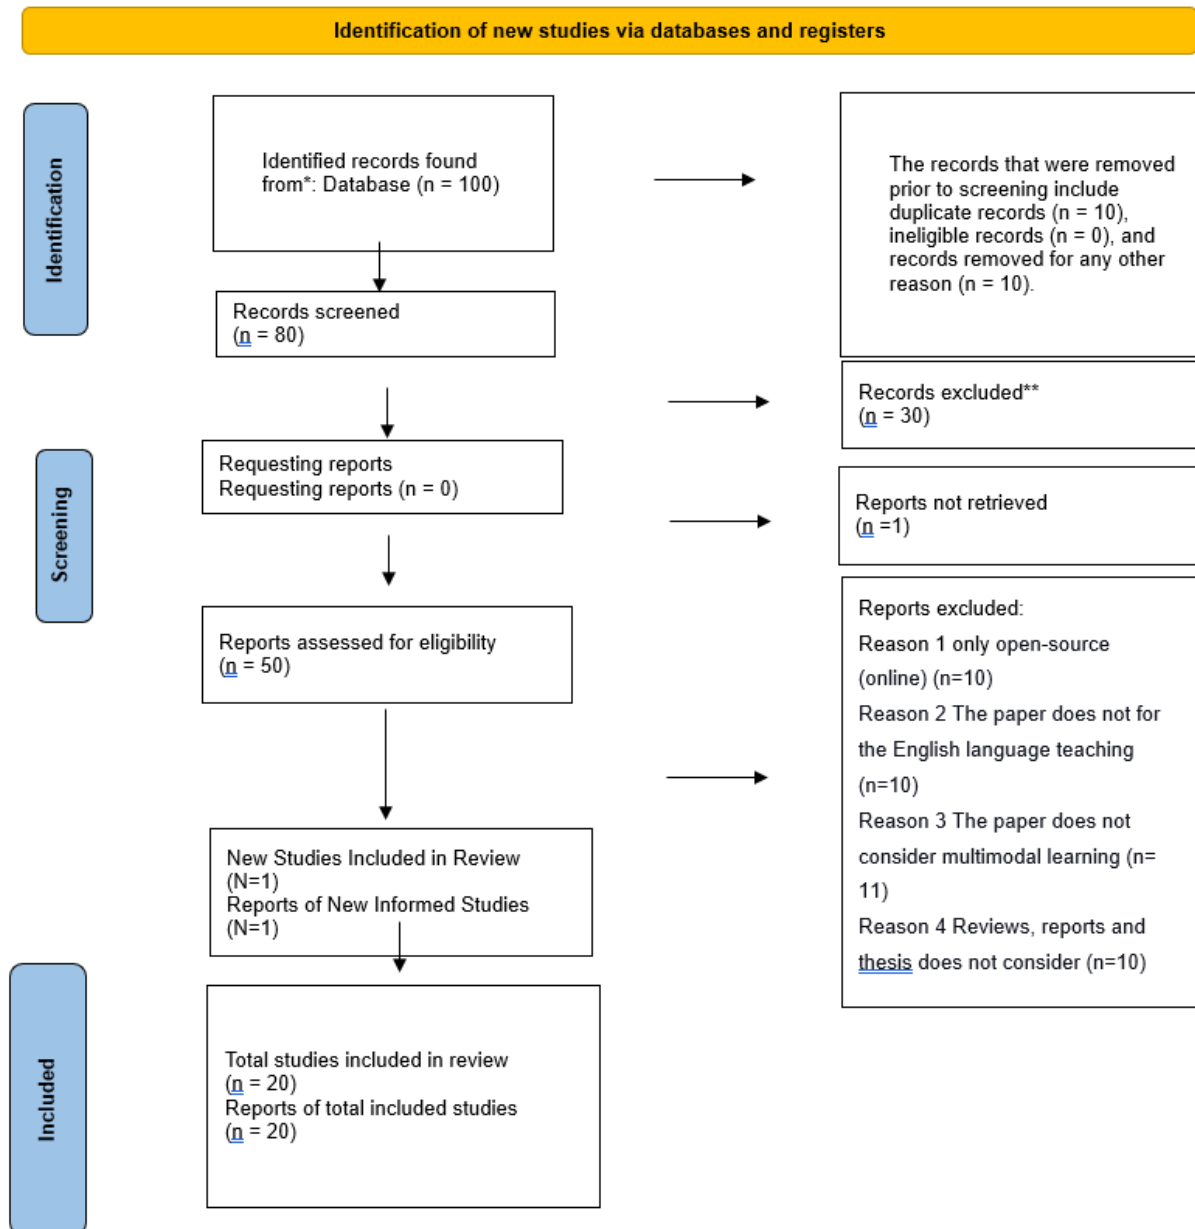 Identification of new studies via databases and registers
Identification
Identified records found
from*: Database (n = 100)
The records that were removed
prior to screening include
duplicate records (n = 10),
ineligible records (n = 0), and
records removed for any other
reason (n = 10).
Records screened
(n = 80)
Records excluded**
(n = 30)
Screening
Requesting reports
Requesting reports (n = 0)
Reports not retrieved
(n =1)
Reports assessed for eligibility
(n = 50)
Reports excluded:
Reason 1 only open-source
(online) (n=10)
Reason 2 The paper does not for
the English language teaching
(n=10)
Reason 3 The paper does not
consider multimodal learning (n=
11)
Reason 4 Reviews, reports and
thesis does not consider (n=10)
New Studies Included in Review
(N=1)
Reports of New Informed Studies
(N=1)
Included
Total studies included in review
(n = 20)
Reports of total included studies
(n = 20)